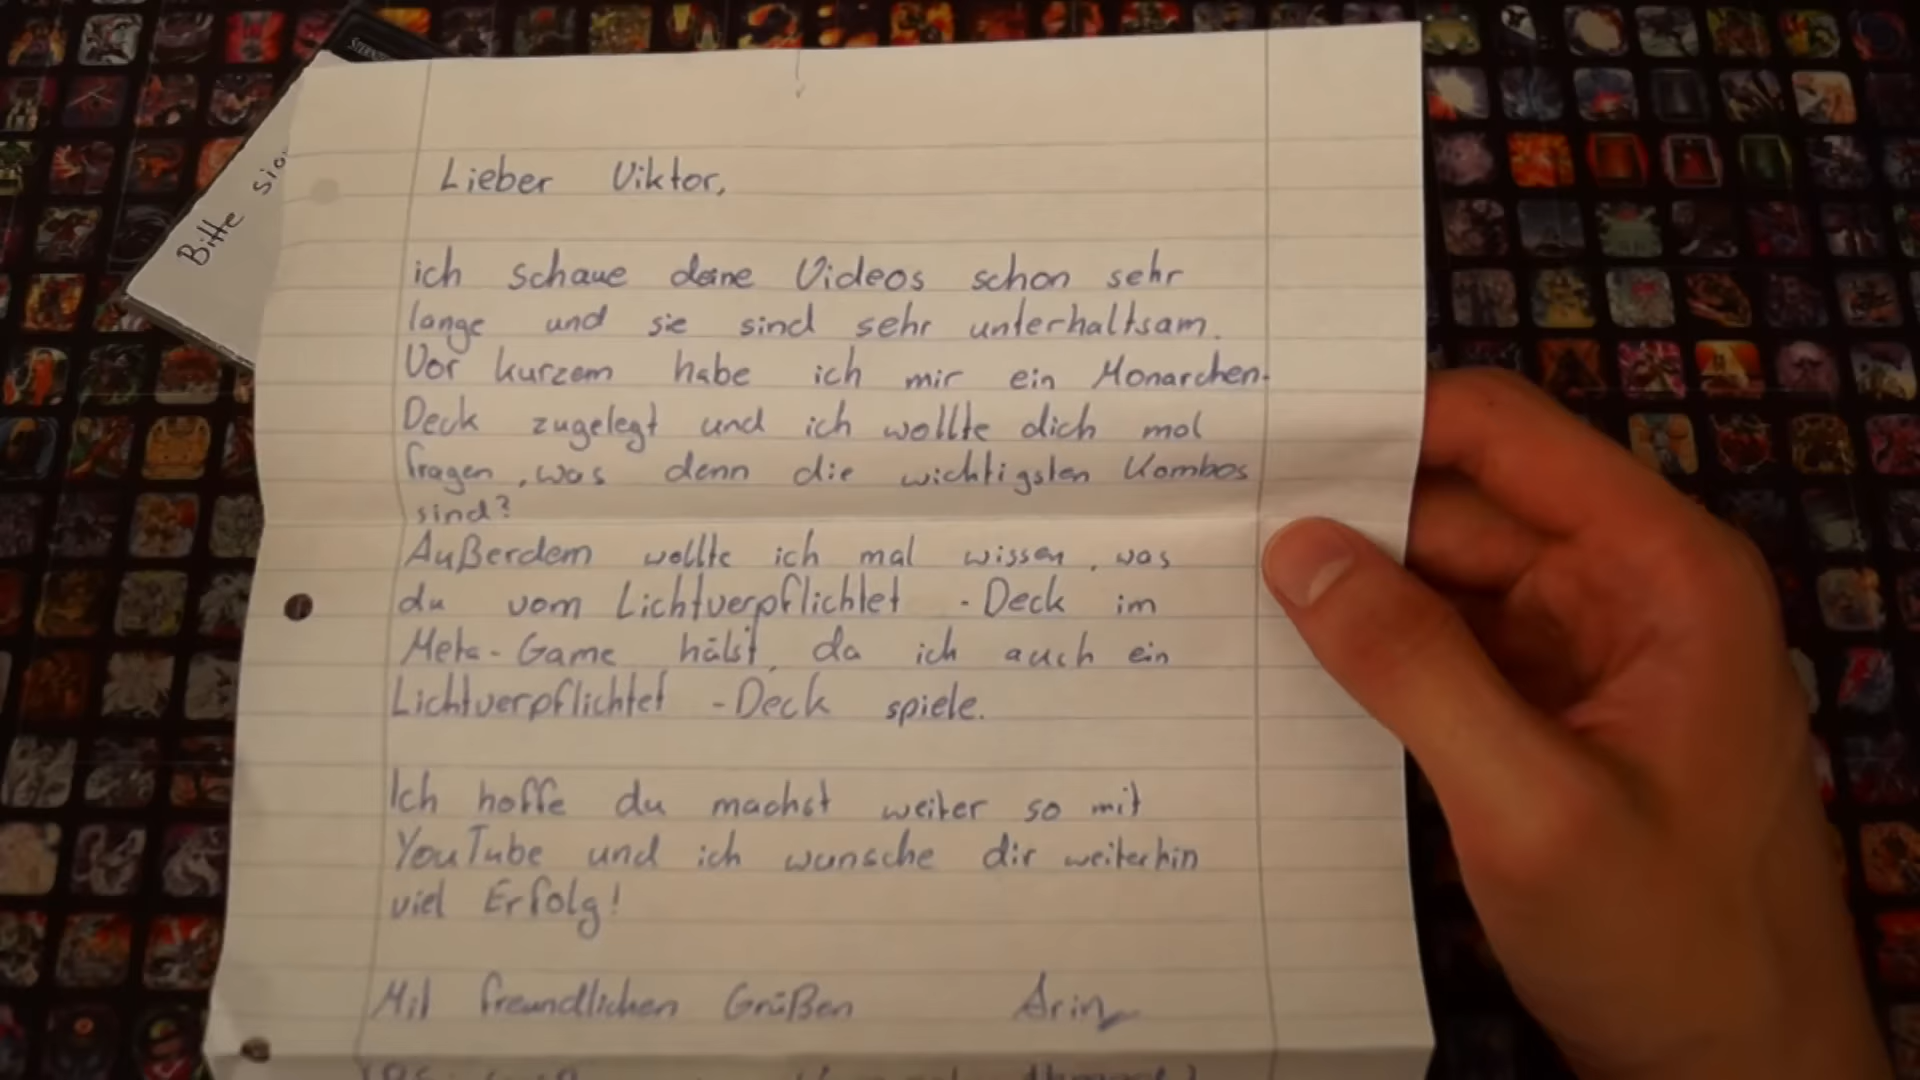 Bitte
Lieber Viktor,
ich schaue deine Videos schon sehr
lange und sie sind sehr unterhaltsam.
Vor kurzem habe ich mir ein Monarchen-
Deck zugelegt und ich wollte dich mal
fragen, was denn die wichtigsten Kombos
sind?
Außerdem wollte ich mal wissen, was
du vom Lichtverpflichtet -Deck im
Meta-Game hälst, da ich auch ein
Lichtverpflichtet -Deck spiele.
Ich hoffe du machst weiter so mit
YouTube und ich wünsche dir weiterhin
viel Erfolg!
Mit freundlichen Grüßen Arin